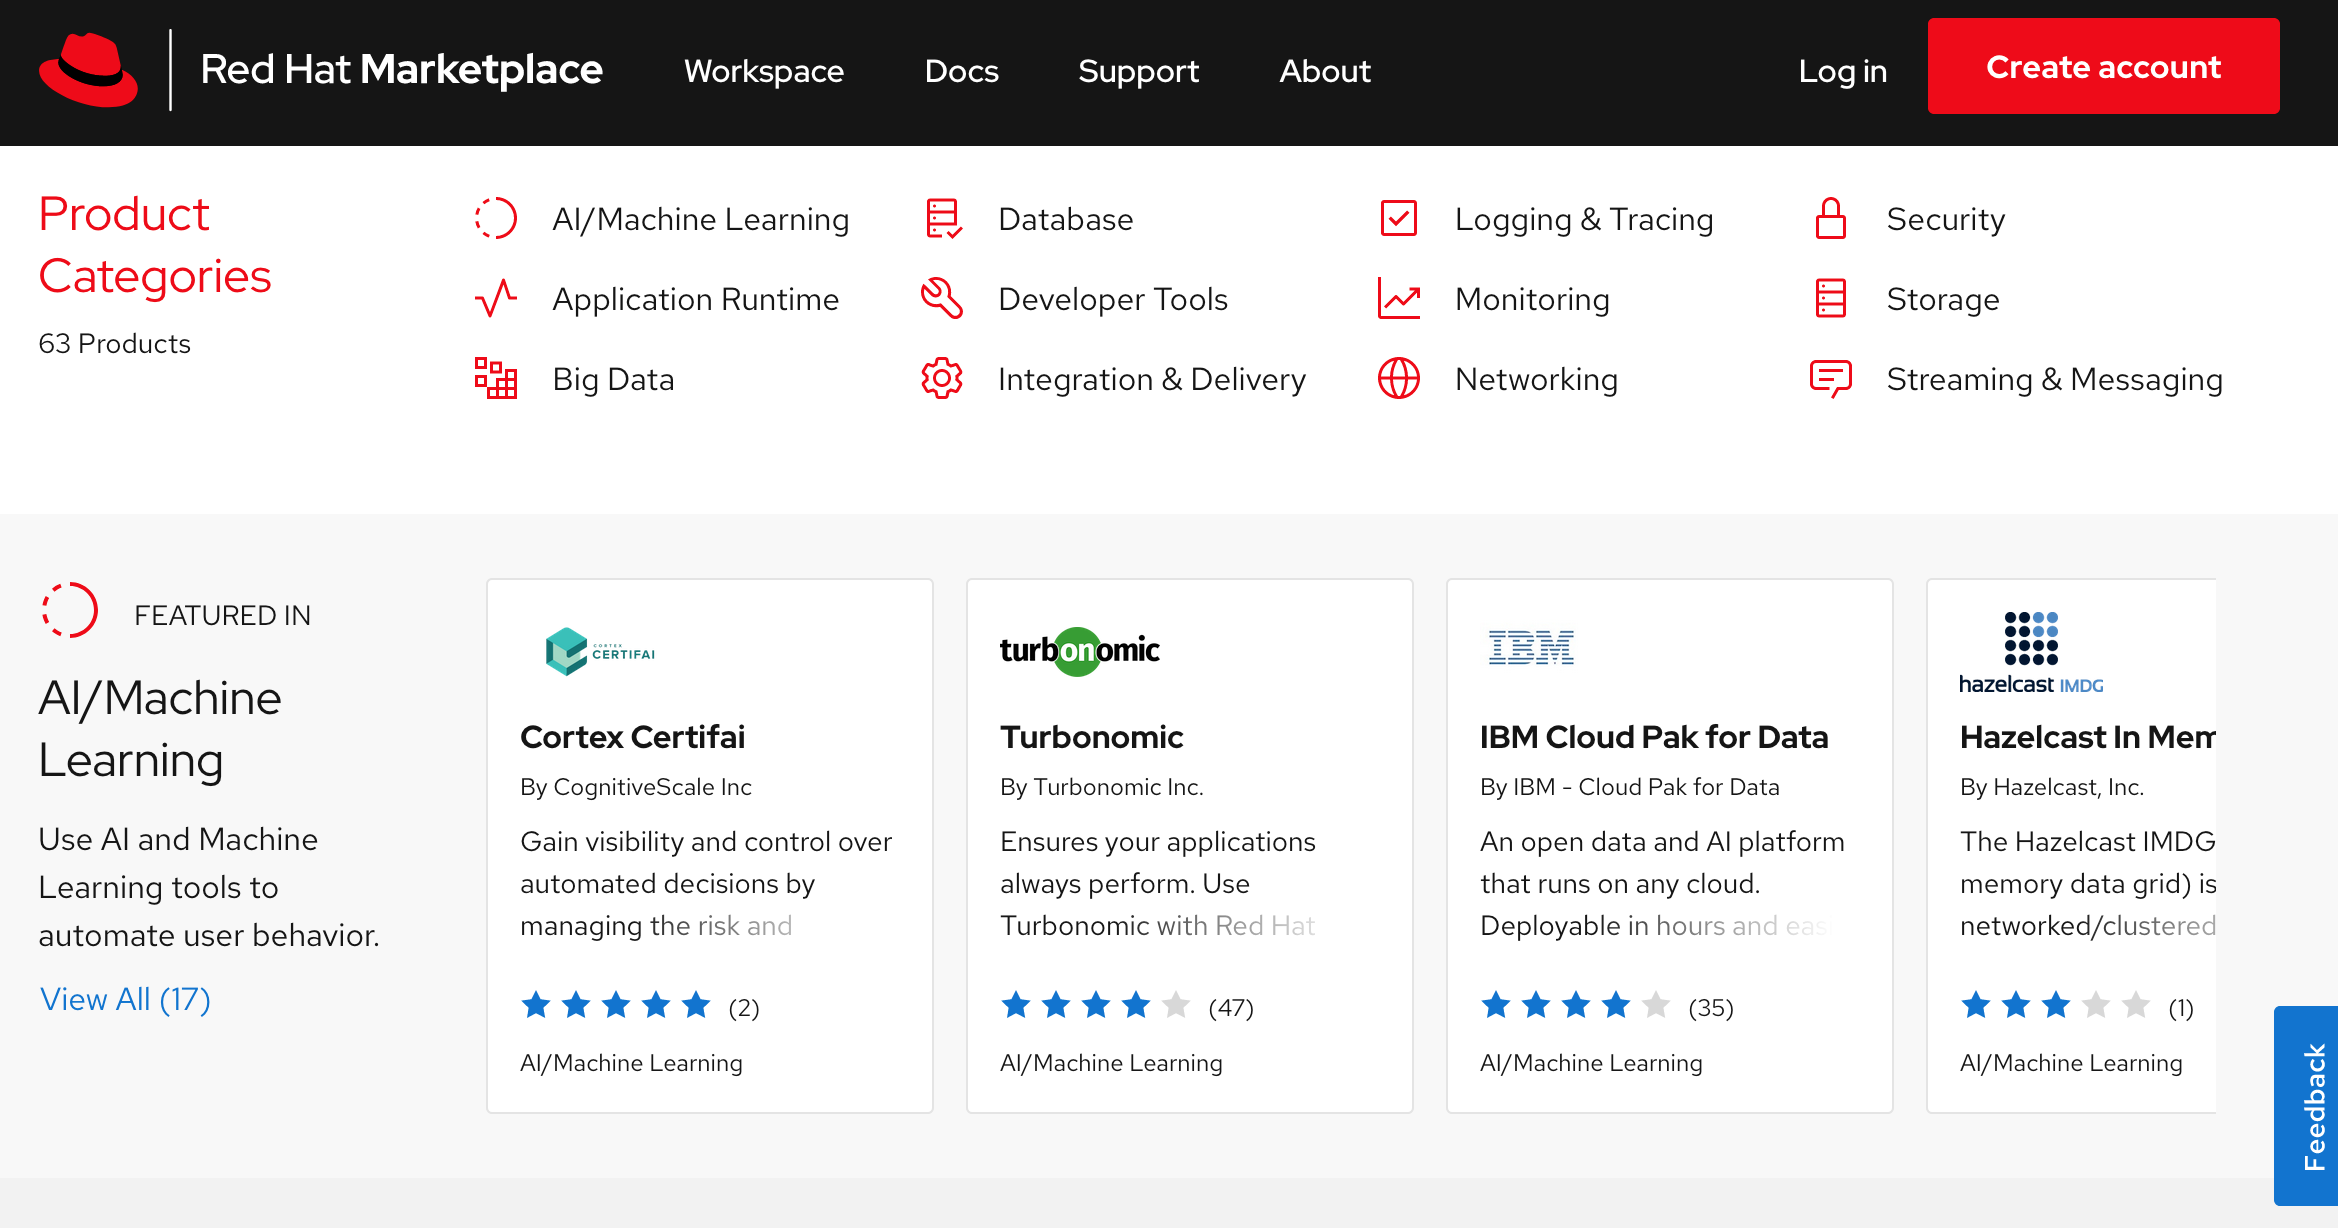 Red Hat Marketplace
Workspace
Docs
Support
About
Log in
Create account
Product
Categories
63 Products
AI/Machine Learning
Application Runtime
Big Data
Database
Developer Tools
Integration & Delivery
Logging & Tracing
Monitoring
Networking
Security
Storage
Streaming & Messaging
FEATURED IN
AI/Machine
Learning
Use AI and Machine
Learning tools to
automate user behavior.
View All (17)
CORTEX
CERTIFAI
Cortex Certifai
By CognitiveScale Inc
Gain visibility and control over
automated decisions by
managing the risk and
(2)
AI/Machine Learning
turbonomic
Turbonomic
By Turbonomic Inc.
Ensures your applications
always perform. Use
Turbonomic with Red Hat
(47)
AI/Machine Learning
IBM
IBM Cloud Pak for Data
By IBM - Cloud Pak for Data
An open data and AI platform
that runs on any cloud.
Deployable in hours and eas
(35)
AI/Machine Learning
hazelcast IMDG
Hazelcast In Mem
By Hazelcast, Inc.
The Hazelcast IMDG
memory data grid) is
networked/clustered
(1)
AI/Machine Learning
Feedback